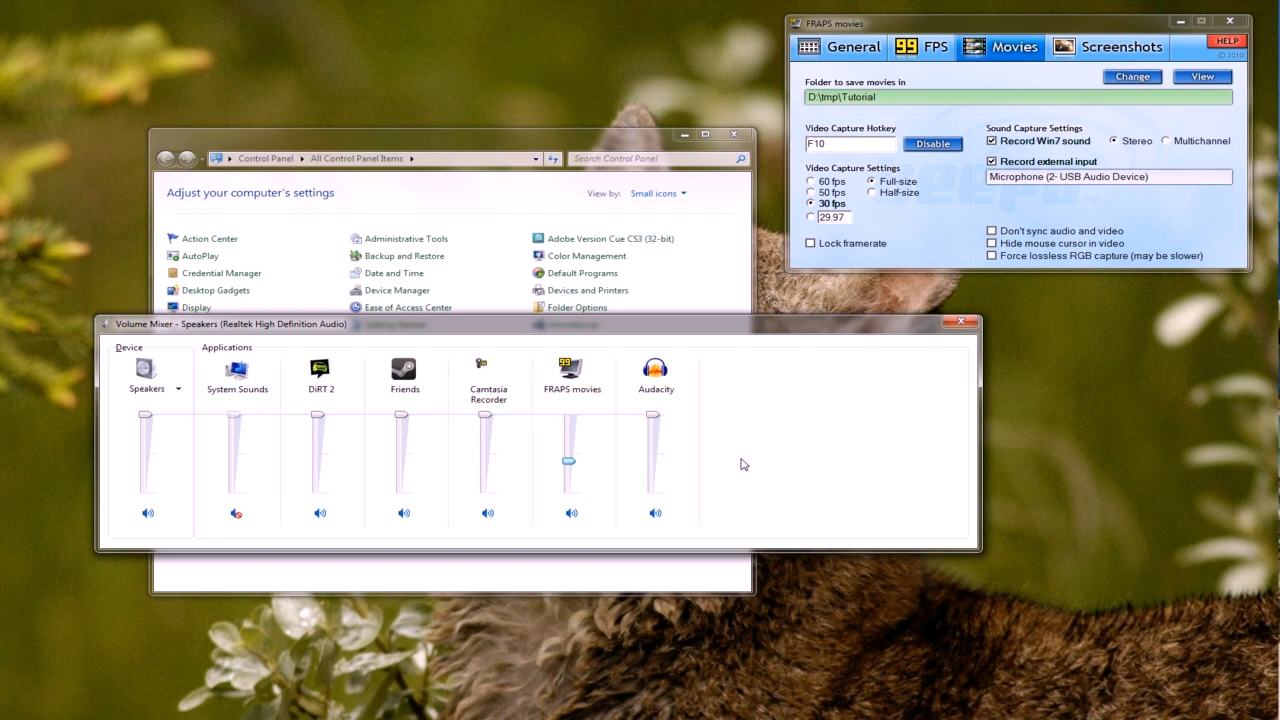 FRAPS movies
General
99 FPS
Movies
Screenshots
HELP
© 2010
Folder to save movies in
Change
View
D:\tmp\Tutorial
Video Capture Hotkey
F10
Disable
Video Capture Settings
60 fps
50 fps
30 fps
29.97
Full-size
Half-size
Lock framerate
Sound Capture Settings
Record Win7 sound
Stereo
Multichannel
Record external input
Microphone (2- USB Audio Device)
Don't sync audio and video
Hide mouse cursor in video
Force lossless RGB capture (may be slower)
Control Panel
All Control Panel Items
Search Control Panel
Adjust your computer's settings
View by: Small icons
Action Center
Administrative Tools
Adobe Version Cue CS3 (32-bit)
AutoPlay
Backup and Restore
Color Management
Credential Manager
Date and Time
Default Programs
Desktop Gadgets
Device Manager
Devices and Printers
Display
Ease of Access Center
Folder Options
Volume Mixer - Speakers (Realtek High Definition Audio)
Device
Applications
Speakers
System Sounds
DiRT 2
Friends
Camtasia
Recorder
99
FRAPS movies
Audacity